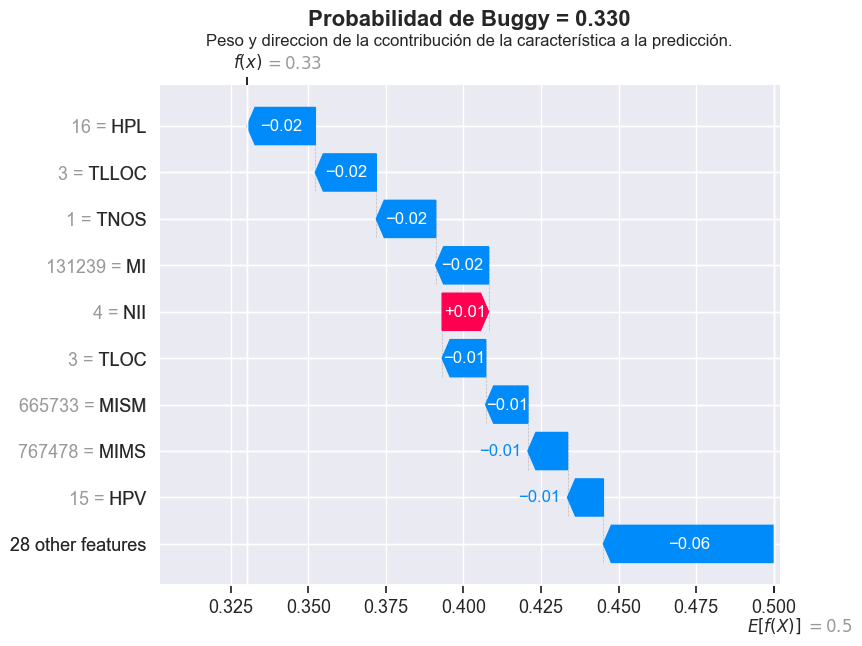 Probabilidad de Buggy = 0.330
Peso y direccion de la ccontribución de la característica a la predicción.
f(x) = 0.33
16 = HPL −0.02
3 = TLLOC −0.02
1 = TNOS −0.02
131239 = MI −0.02
4 = NII +0.01
3 = TLOC −0.01
665733 = MISM −0.01
767478 = MIMS −0.01
15 = HPV −0.01
28 other features −0.06
0.325 0.350 0.375 0.400 0.425 0.450 0.475 0.500
E[f(X)] = 0.5